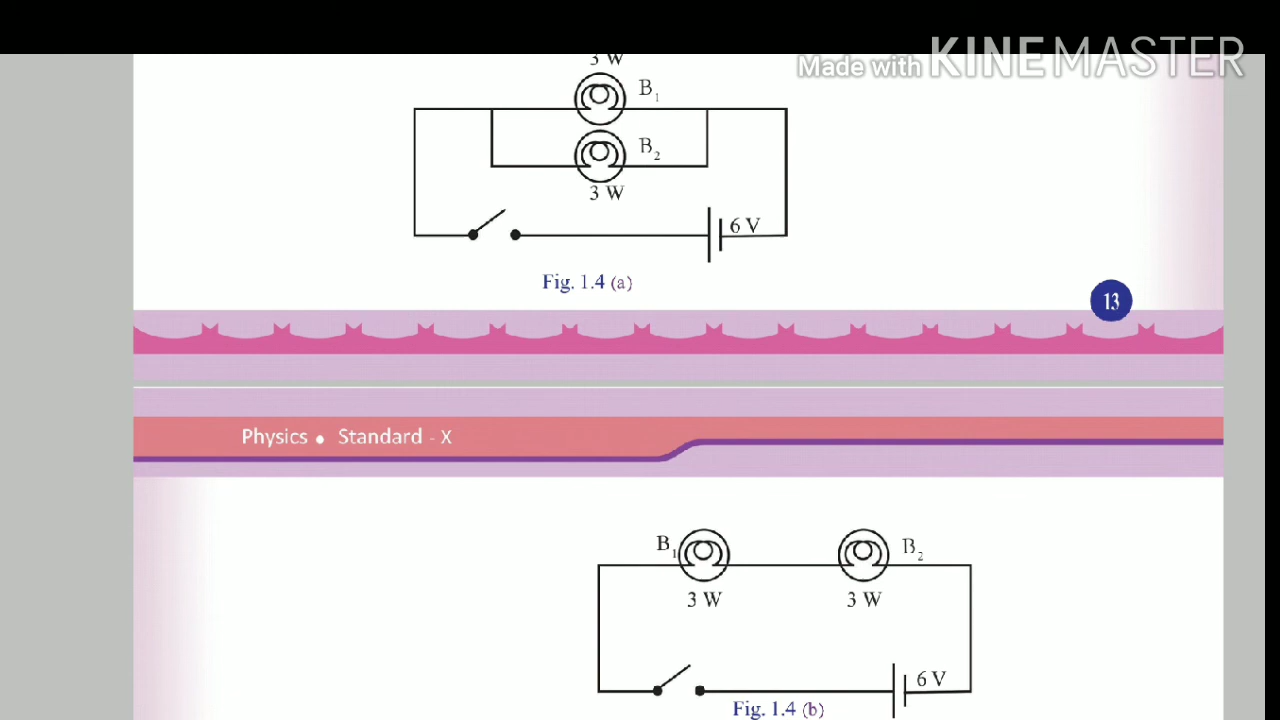 Made with KINEMASTER
3 W
B1
B2
3 W
6 V
Fig. 1.4 (a)
13
Physics • Standard - X
B1
B2
3 W
3 W
6 V
Fig. 1.4 (b)